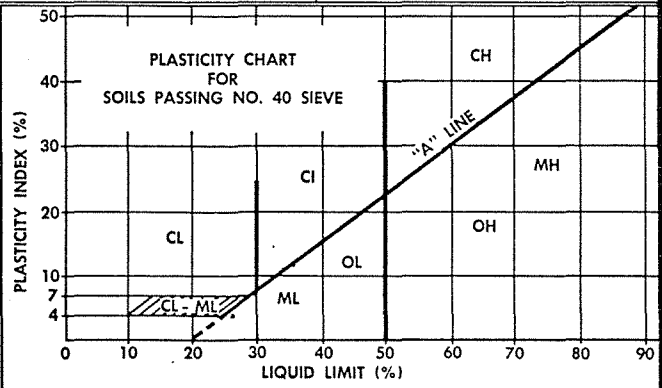 PLASTICITY CHART
FOR
SOILS PASSING NO. 40 SIEVE
PLASTICITY INDEX (%)
50
40
30
20
10
7
4
CH
"A" LINE
CI
MH
CL
OH
OL
CL - ML
ML
0 10 20 30 40 50 60 70 80 90
LIQUID LIMIT (%)